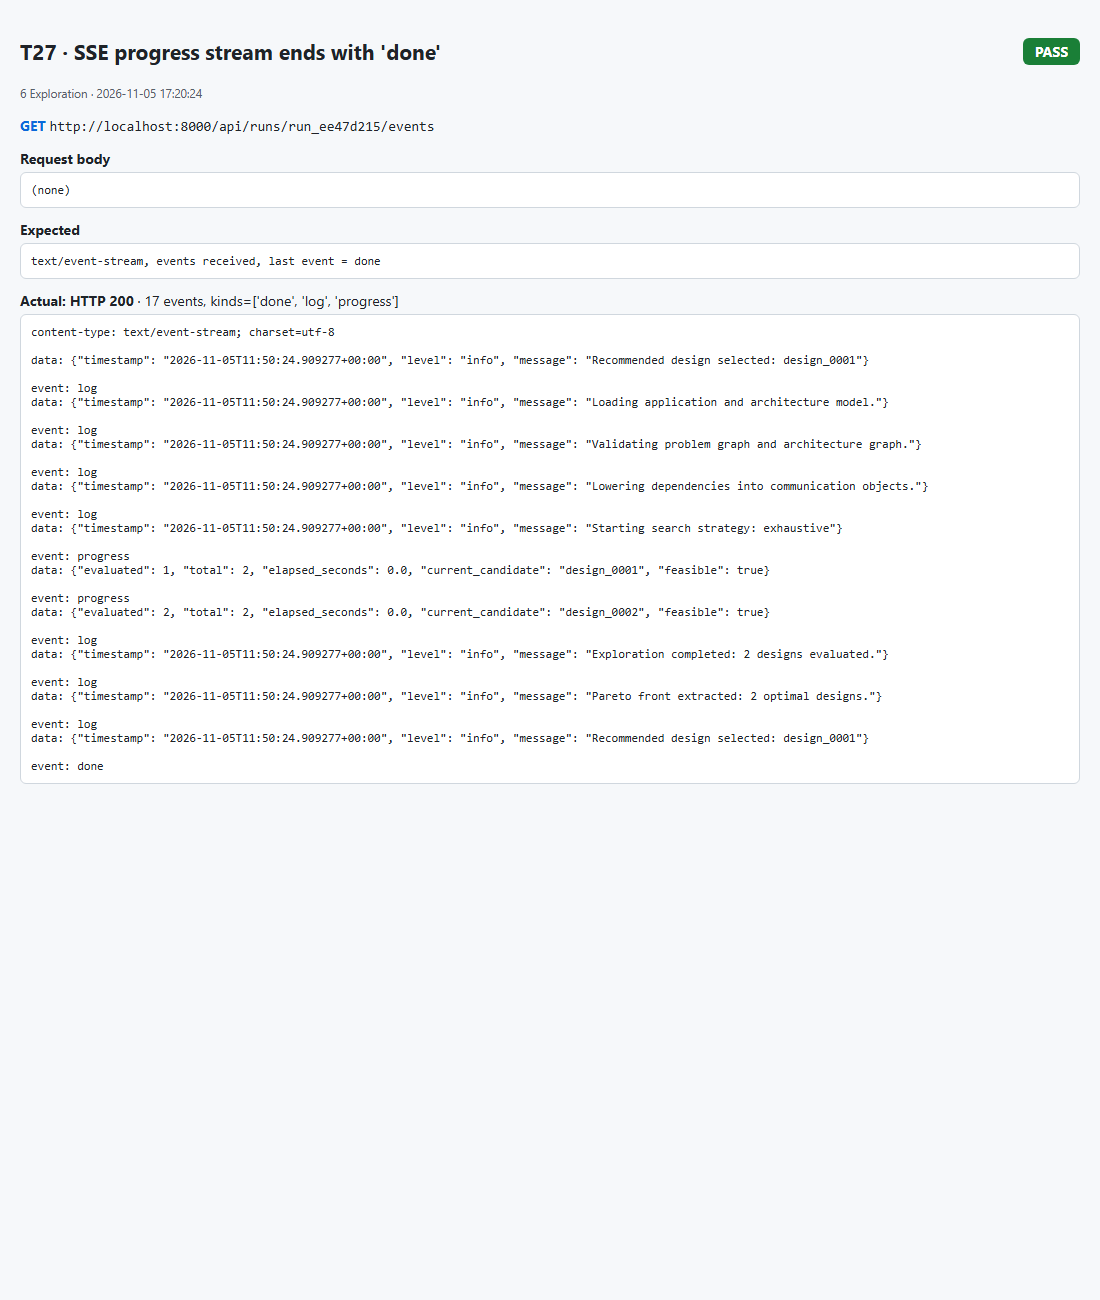 T27 · SSE progress stream ends with 'done'
PASS
6 Exploration · 2026-11-05 17:20:24
GET http://localhost:8000/api/runs/run_ee47d215/events
Request body
(none)
Expected
text/event-stream, events received, last event = done
Actual: HTTP 200 · 17 events, kinds=['done', 'log', 'progress']
content-type: text/event-stream; charset=utf-8
data: {"timestamp": "2026-11-05T11:50:24.909277+00:00", "level": "info", "message": "Recommended design selected: design_0001"}
event: log
data: {"timestamp": "2026-11-05T11:50:24.909277+00:00", "level": "info", "message": "Loading application and architecture model."}
event: log
data: {"timestamp": "2026-11-05T11:50:24.909277+00:00", "level": "info", "message": "Validating problem graph and architecture graph."}
event: log
data: {"timestamp": "2026-11-05T11:50:24.909277+00:00", "level": "info", "message": "Lowering dependencies into communication objects."}
event: log
data: {"timestamp": "2026-11-05T11:50:24.909277+00:00", "level": "info", "message": "Starting search strategy: exhaustive"}
event: progress
data: {"evaluated": 1, "total": 2, "elapsed_seconds": 0.0, "current_candidate": "design_0001", "feasible": true}
event: progress
data: {"evaluated": 2, "total": 2, "elapsed_seconds": 0.0, "current_candidate": "design_0002", "feasible": true}
event: log
data: {"timestamp": "2026-11-05T11:50:24.909277+00:00", "level": "info", "message": "Exploration completed: 2 designs evaluated."}
event: log
data: {"timestamp": "2026-11-05T11:50:24.909277+00:00", "level": "info", "message": "Pareto front extracted: 2 optimal designs."}
event: log
data: {"timestamp": "2026-11-05T11:50:24.909277+00:00", "level": "info", "message": "Recommended design selected: design_0001"}
event: done